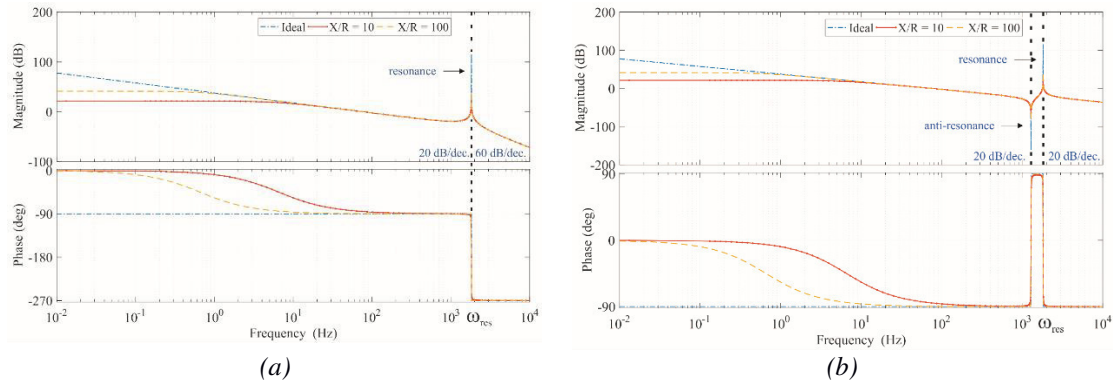 200
Ideal X/R = 10 X/R = 100
Magnitude (dB)
100
resonance
0
20 dB/dec. 60 dB/dec.
-100
0
Phase (deg)
-90
-180
-270
10-2 10-1 100 101 102 103 ωres 104
Frequency (Hz)
(a)
200
Ideal X/R = 10 X/R = 100
Magnitude (dB)
100
resonance
0
anti-resonance
-100
20 dB/dec. 20 dB/dec.
-200
90
Phase (deg)
0
-90
10-2 10-1 100 101 102 103 ωres 104
Frequency (Hz)
(b)